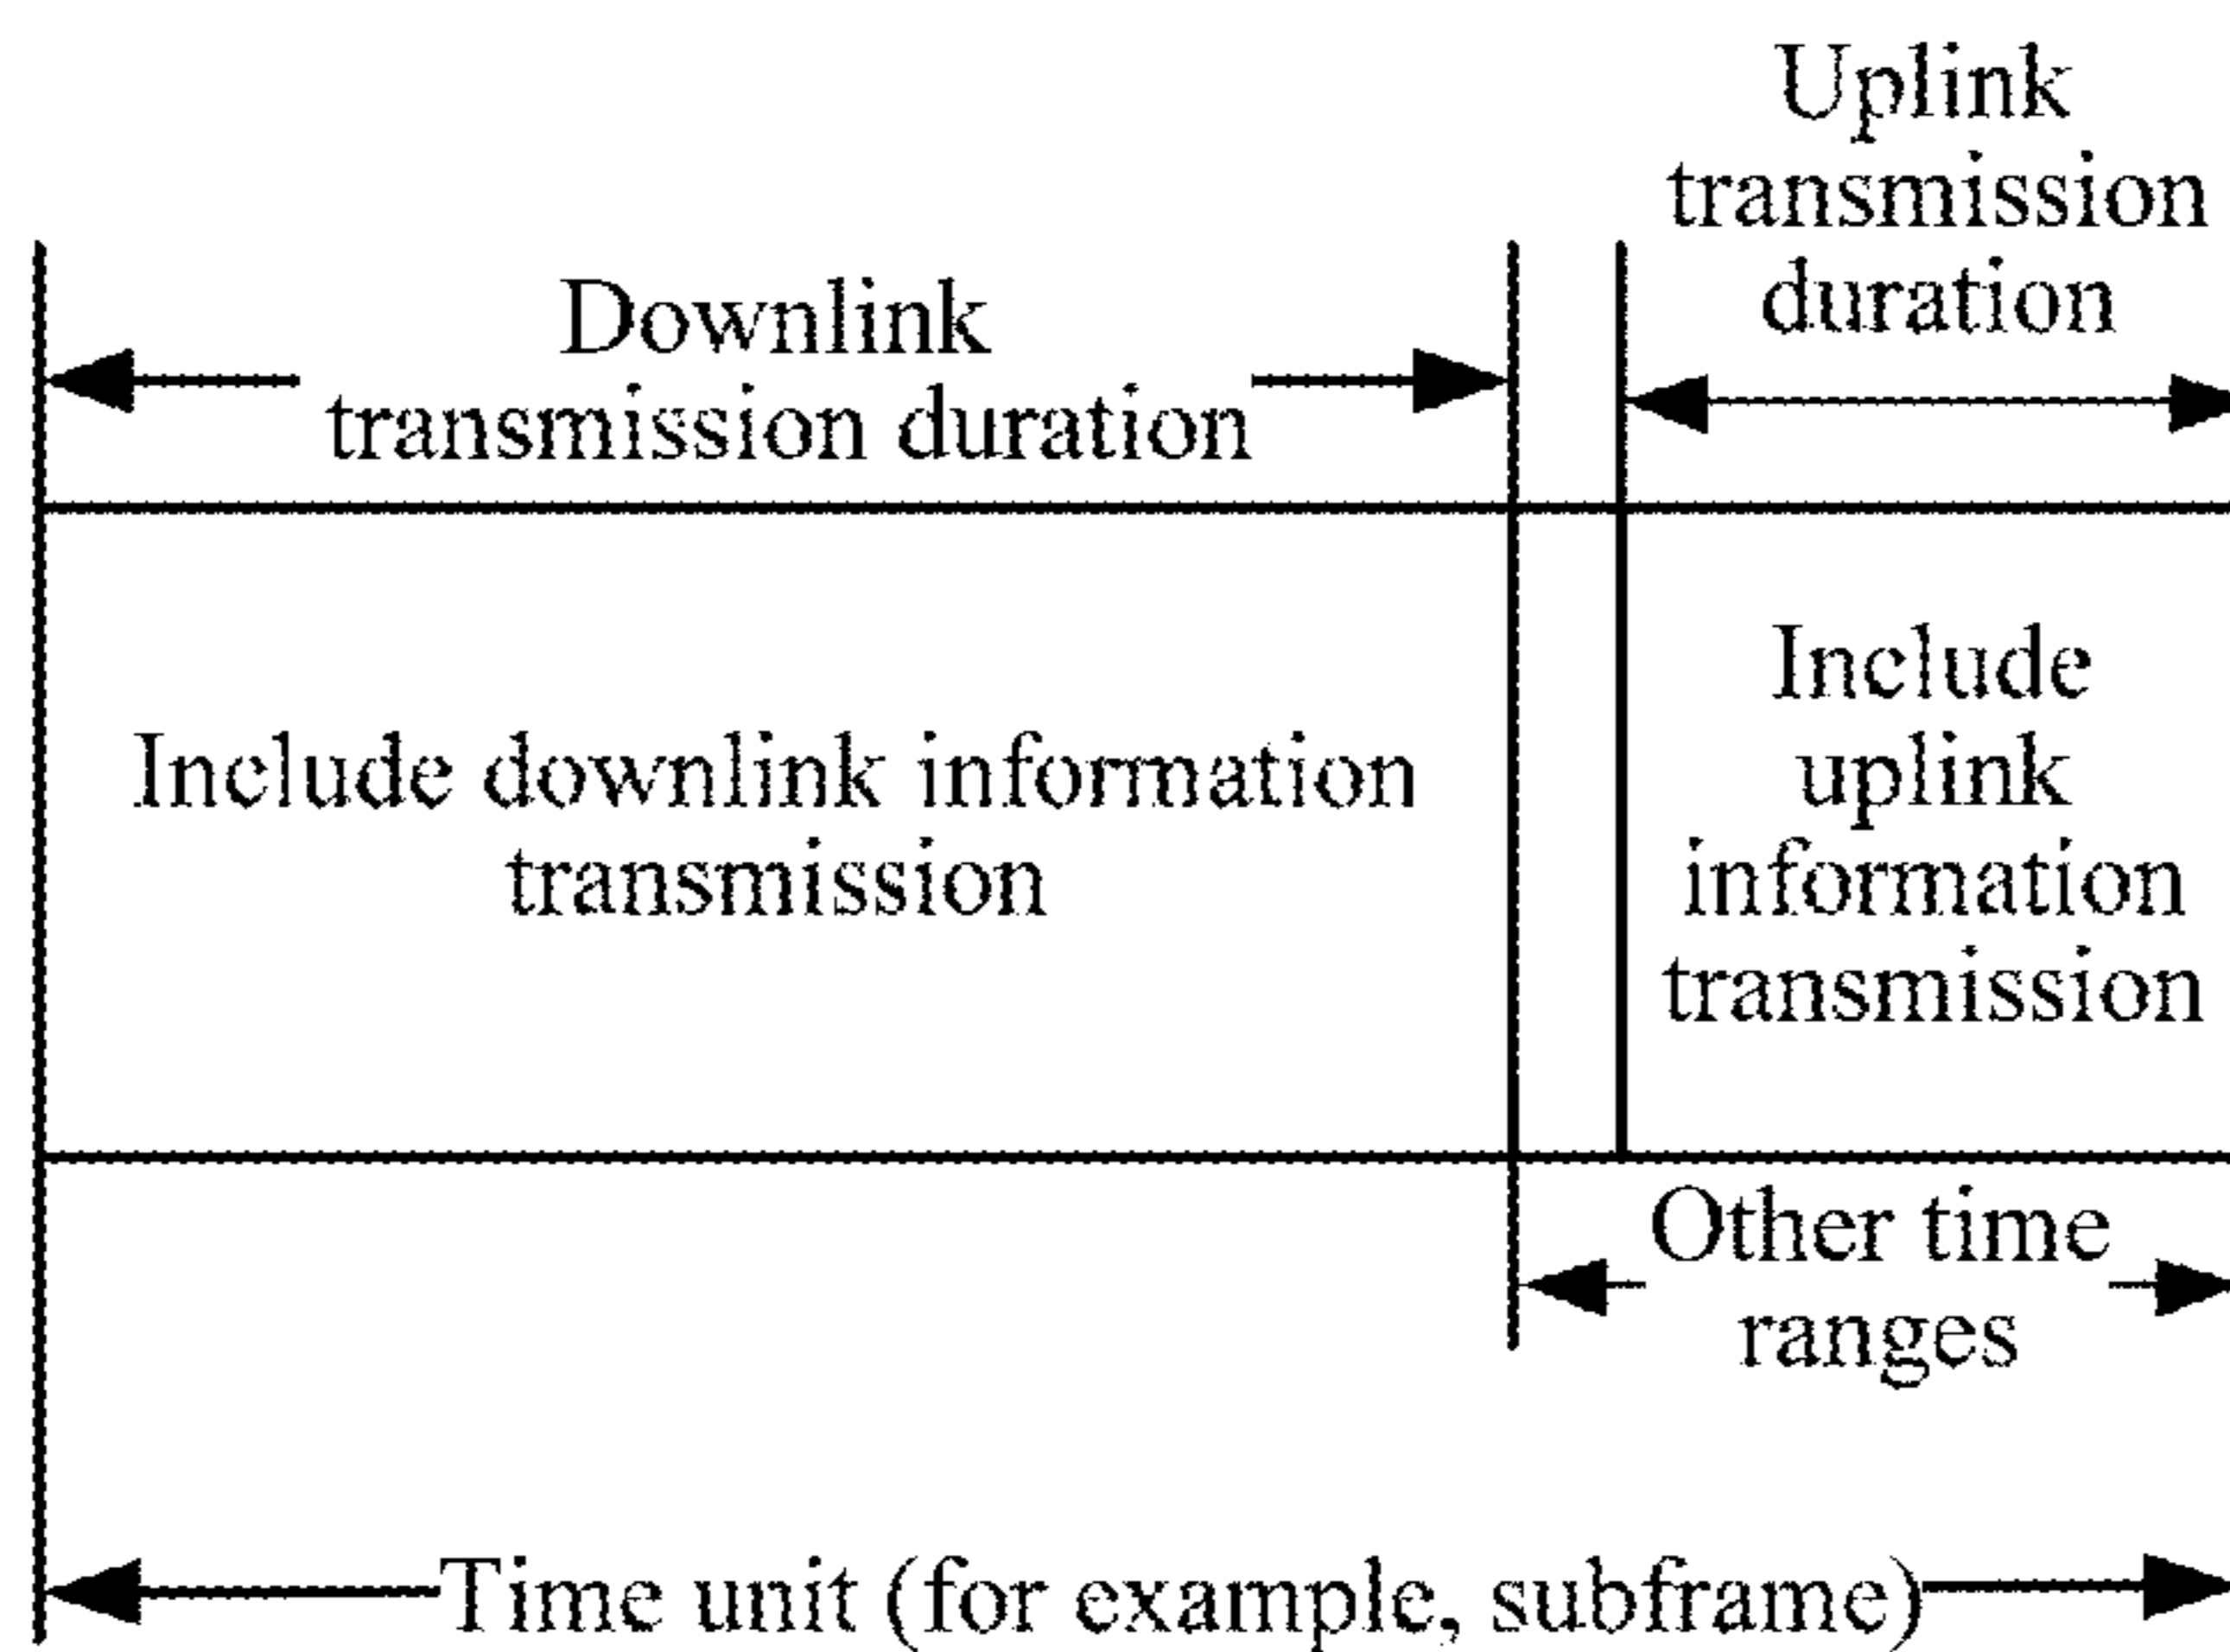 Uplink
transmission
duration
Downlink
transmission duration
Include downlink information
transmission
Include
uplink
information
transmission
Other time
ranges
Time unit (for example, subframe)